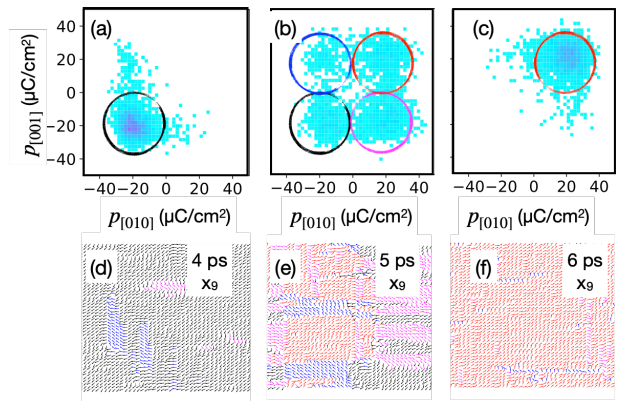 (a)
(b)
(c)
p[001] (μC/cm²)
40
20
0
−20
−40
−40 −20 0 20 40
−40 −20 0 20 40
−40 −20 0 20 40
p[010] (μC/cm²)
p[010] (μC/cm²)
p[010] (μC/cm²)
(d)
4 ps
x₉
(e)
5 ps
x₉
(f)
6 ps
x₉